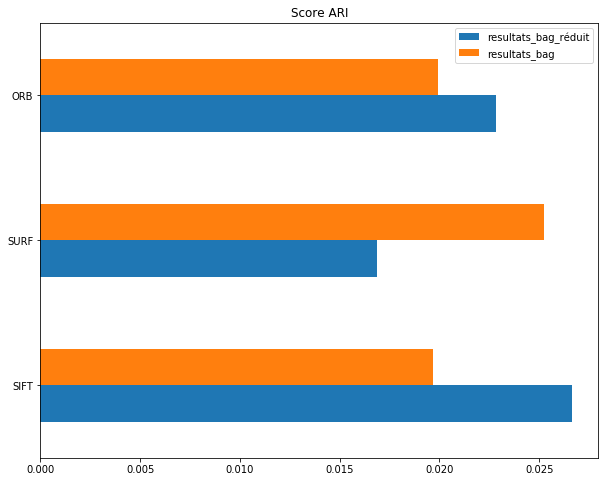 Score ARI
resultats_bag_réduit
resultats_bag
ORB
SURF
SIFT
0.000 0.005 0.010 0.015 0.020 0.025